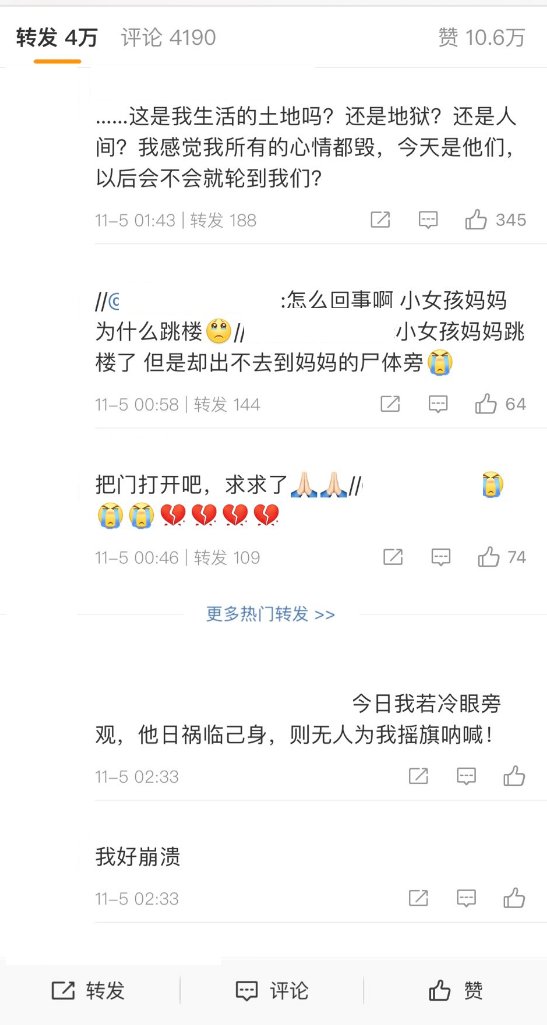 转发 4万 评论 4190 赞 10.6万
......这是我生活的土地吗？还是地狱？还是人
间？我感觉我所有的心情都毁，今天是他们，
以后会不会就轮到我们？
11-5 01:43 | 转发 188 345
//@ :怎么回事啊 小女孩妈妈
为什么跳楼🥺// 小女孩妈妈跳
楼了 但是却出不去到妈妈的尸体旁😭
11-5 00:58 | 转发 144 64
把门打开吧，求求了🙏🏻🙏🏻// 😭
😭😭💔💔💔💔
11-5 00:46 | 转发 109 74
更多热门转发 >>
今日我若冷眼旁
观，他日祸临己身，则无人为我摇旗呐喊！
11-5 02:33
我好崩溃
11-5 02:33
转发 评论 赞